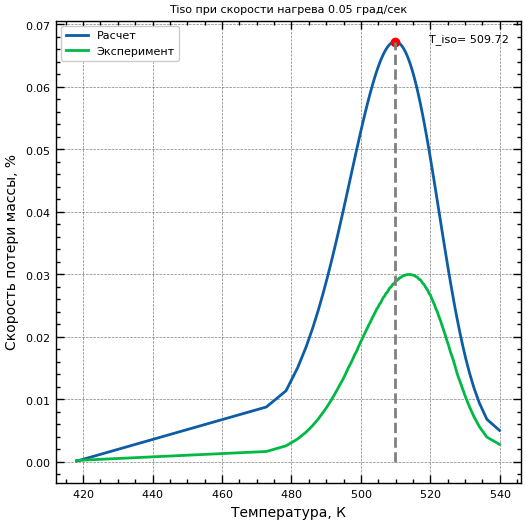 Tiso при скорости нагрева 0.05 град/сек
0.07
Расчет
Эксперимент
T_iso= 509.72
0.06
0.05
0.04
0.03
0.02
0.01
0.00
Скорость потери массы, %
420 440 460 480 500 520 540
Температура, К